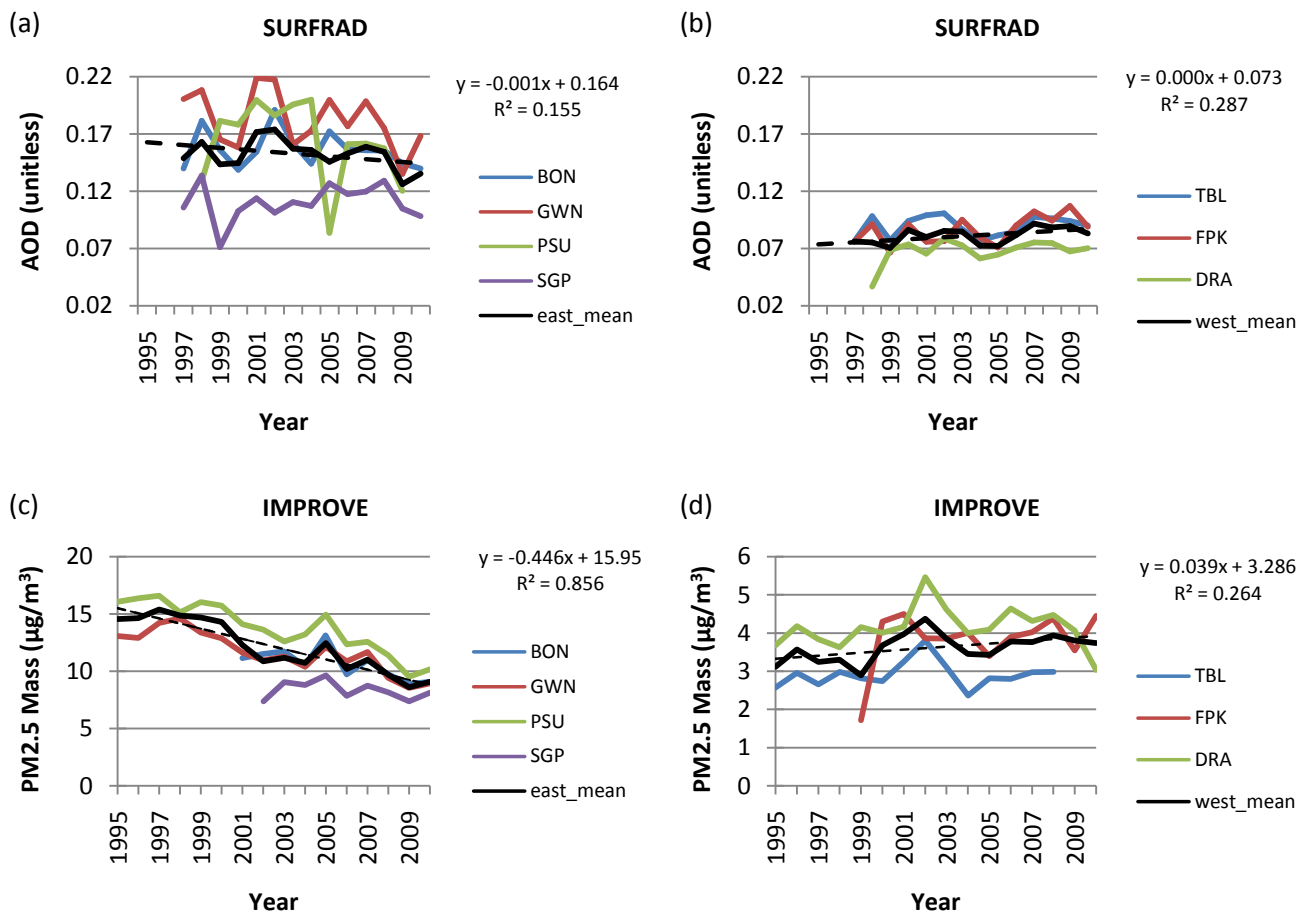 (a)
SURFRAD
y = -0.001x + 0.164
R² = 0.155
AOD (unitless)
0.22
0.17
0.12
0.07
0.02
1995
1997
1999
2001
2003
2005
2007
2009
Year
BON
GWN
PSU
SGP
east_mean
(b)
SURFRAD
y = 0.000x + 0.073
R² = 0.287
AOD (unitless)
0.22
0.17
0.12
0.07
0.02
1995
1997
1999
2001
2003
2005
2007
2009
Year
TBL
FPK
DRA
west_mean
(c)
IMPROVE
y = -0.446x + 15.95
R² = 0.856
PM2.5 Mass (µg/m³)
20
15
10
5
0
1995
1997
1999
2001
2003
2005
2007
2009
Year
BON
GWN
PSU
SGP
east_mean
(d)
IMPROVE
y = 0.039x + 3.286
R² = 0.264
PM2.5 Mass (µg/m³)
6
5
4
3
2
1
0
1995
1997
1999
2001
2003
2005
2007
2009
Year
TBL
FPK
DRA
west_mean